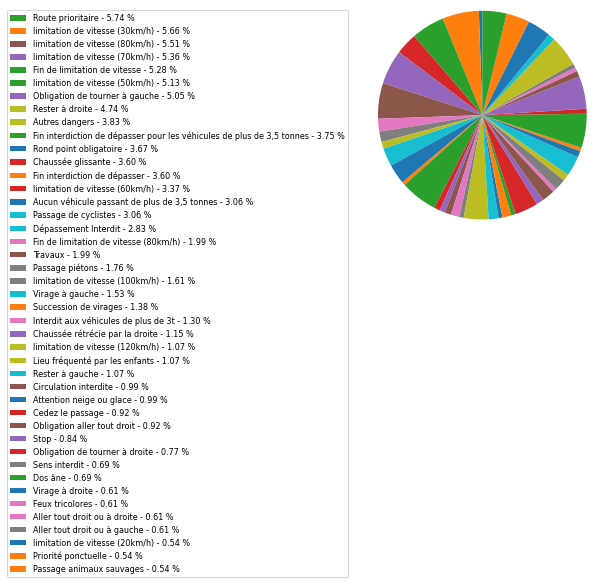 Route prioritaire - 5.74 %
limitation de vitesse (30km/h) - 5.66 %
limitation de vitesse (80km/h) - 5.51 %
limitation de vitesse (70km/h) - 5.36 %
Fin de limitation de vitesse - 5.28 %
limitation de vitesse (50km/h) - 5.13 %
Obligation de tourner à gauche - 5.05 %
Rester à droite - 4.74 %
Autres dangers - 3.83 %
Fin interdiction de dépasser pour les véhicules de plus de 3,5 tonnes - 3.75 %
Rond point obligatoire - 3.67 %
Chaussée glissante - 3.60 %
Fin interdiction de dépasser - 3.60 %
limitation de vitesse (60km/h) - 3.37 %
Aucun véhicule passant de plus de 3,5 tonnes - 3.06 %
Passage de cyclistes - 3.06 %
Dépassement Interdit - 2.83 %
Fin de limitation de vitesse (80km/h) - 1.99 %
Travaux - 1.99 %
Passage piétons - 1.76 %
limitation de vitesse (100km/h) - 1.61 %
Virage à gauche - 1.53 %
Succession de virages - 1.38 %
Interdit aux véhicules de plus de 3t - 1.30 %
Chaussée rétrécie par la droite - 1.15 %
limitation de vitesse (120km/h) - 1.07 %
Lieu fréquenté par les enfants - 1.07 %
Rester à gauche - 1.07 %
Circulation interdite - 0.99 %
Attention neige ou glace - 0.99 %
Cedez le passage - 0.92 %
Obligation aller tout droit - 0.92 %
Stop - 0.84 %
Obligation de tourner à droite - 0.77 %
Sens interdit - 0.69 %
Dos âne - 0.69 %
Virage à droite - 0.61 %
Feux tricolores - 0.61 %
Aller tout droit ou à droite - 0.61 %
Aller tout droit ou à gauche - 0.61 %
limitation de vitesse (20km/h) - 0.54 %
Priorité ponctuelle - 0.54 %
Passage animaux sauvages - 0.54 %